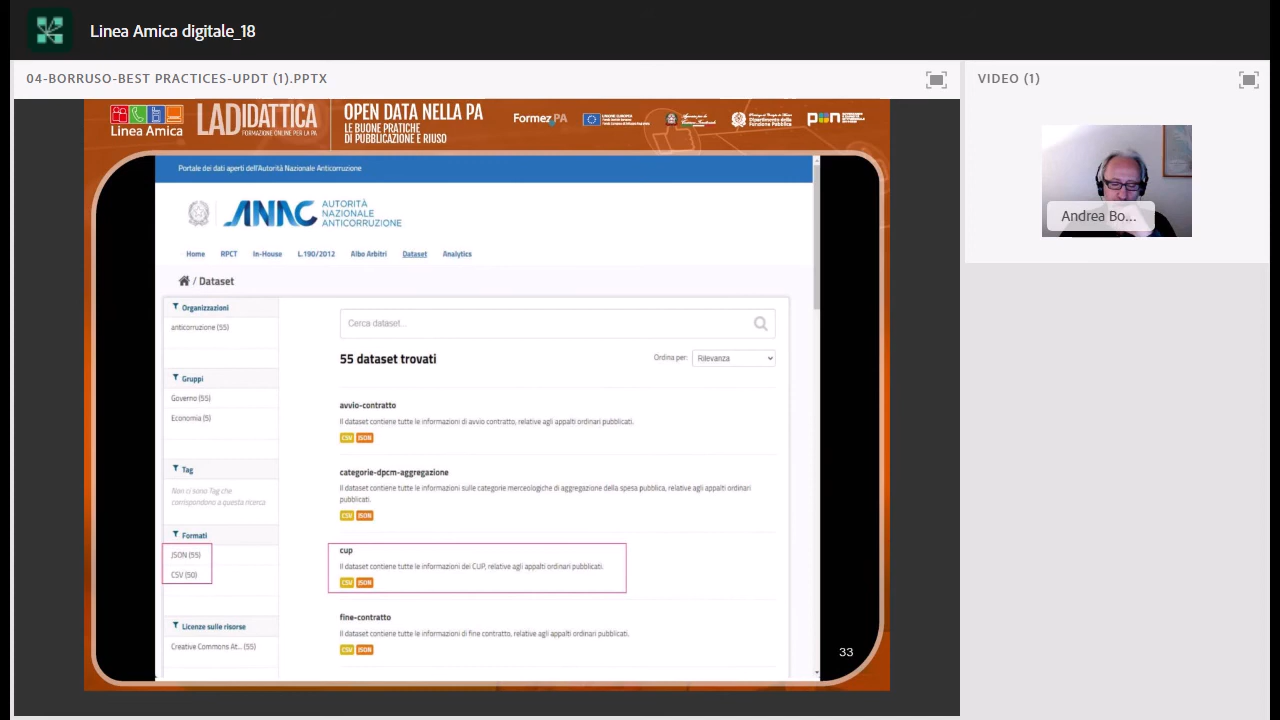 Linea Amica digitale_18
04-BORRUSO-BEST PRACTICES-UPDT (1).PPTX
VIDEO (1)
Linea Amica
LADIDATTICA
FORMAZIONE ONLINE PER LA PA
OPEN DATA NELLA PA
LE BUONE PRATICHE
DI PUBBLICAZIONE E RIUSO
FormezPA
UNIONE EUROPEA
Dipartimento della
Funzione Pubblica
pon
Andrea Bo...
Portale dei dati aperti dell'Autorità Nazionale Anticorruzione
ANAC
AUTORITÀ
NAZIONALE
ANTICORRUZIONE
Home RPCT In-House L.190/2012 Albo Arbitri Dataset Analytics
/ Dataset
Organizzazioni
anticorruzione (55)
Gruppi
Governo (55)
Economia (5)
Tag
Non ci sono Tag che
corrispondono a questa ricerca
Formati
JSON (55)
CSV (50)
Licenze sulle risorse
Creative Commons At... (55)
Cerca dataset...
55 dataset trovati
Ordina per: Rilevanza
avvio-contratto
Il dataset contiene tutte le informazioni di avvio contratto, relative agli appalti ordinari pubblicati.
CSV JSON
categorie-dpcm-aggregazione
Il dataset contiene tutte le informazioni sulle categorie merceologiche di aggregazione della spesa pubblica, relative agli appalti ordinari
pubblicati.
CSV JSON
cup
Il dataset contiene tutte le informazioni dei CUP, relative agli appalti ordinari pubblicati.
CSV JSON
fine-contratto
Il dataset contiene tutte le informazioni di fine contratto, relative agli appalti ordinari pubblicati.
CSV JSON
33